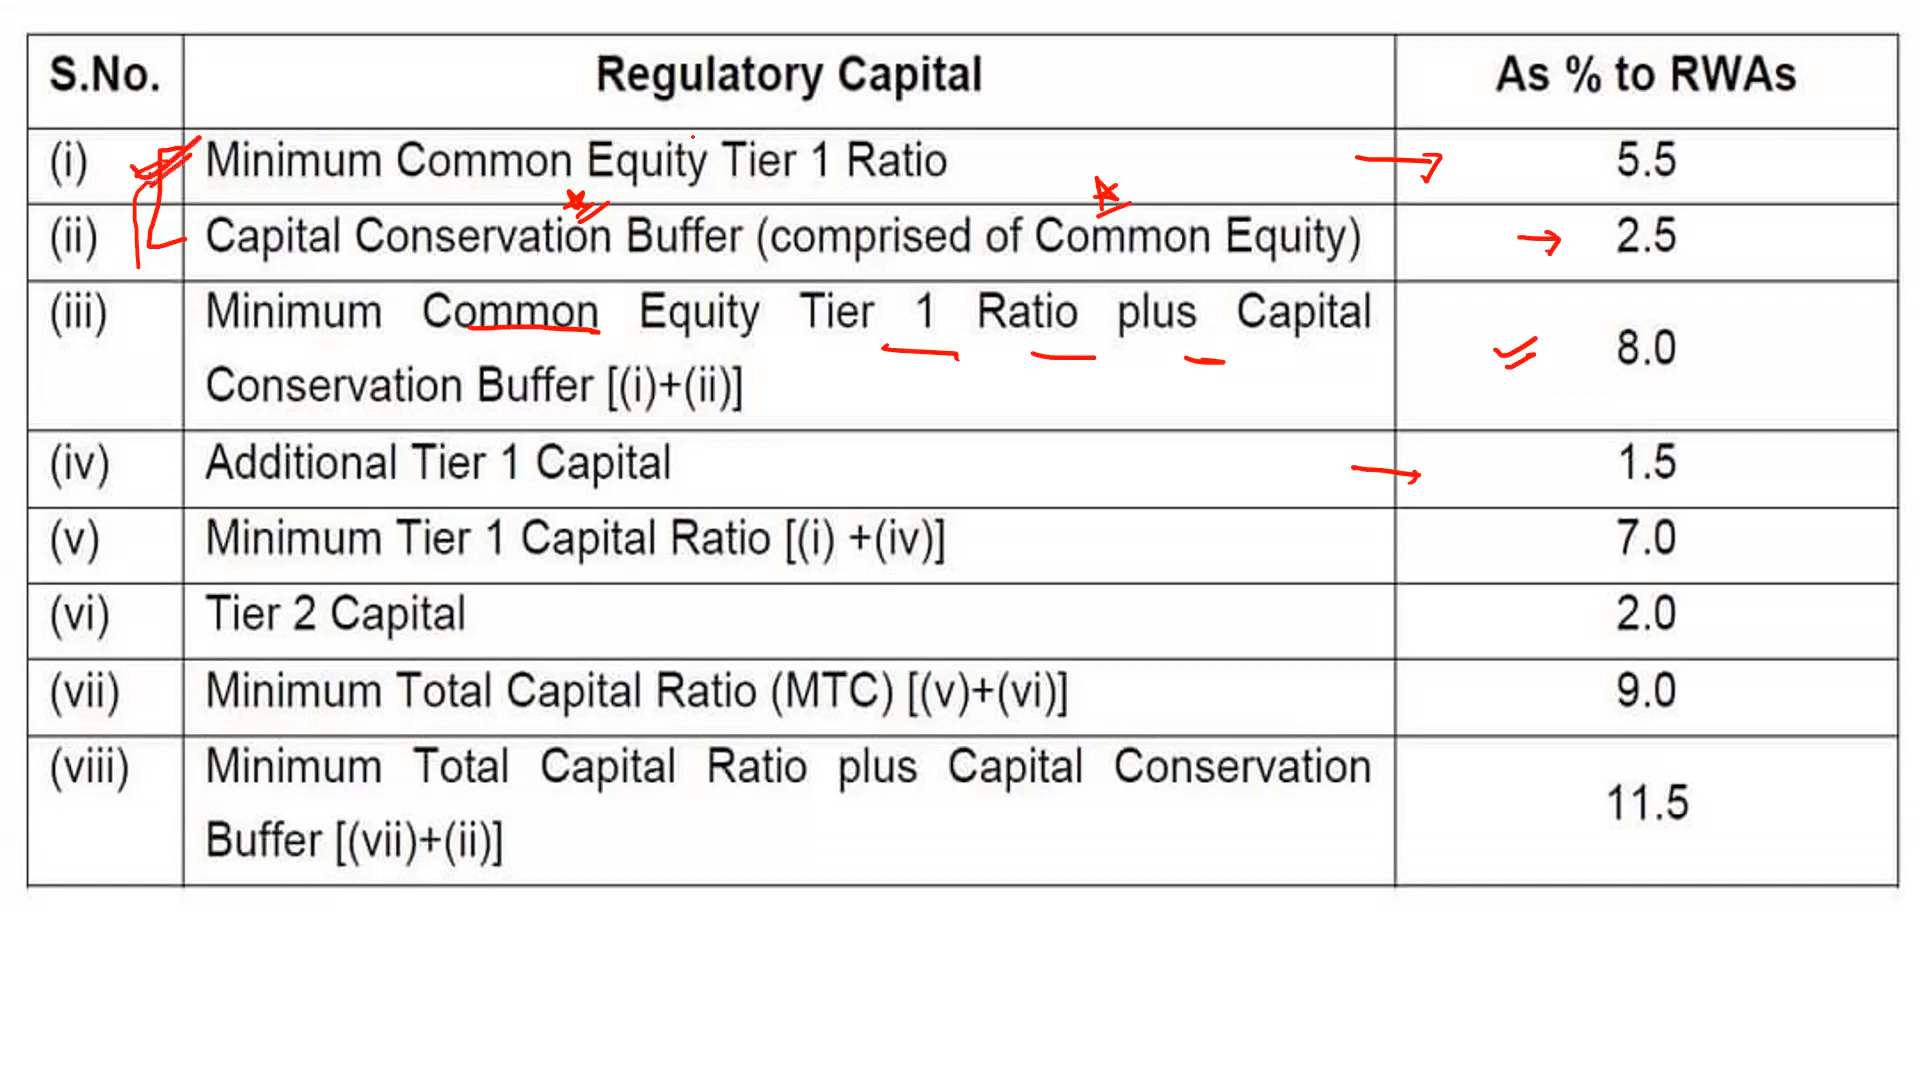 S.No. Regulatory Capital As % to RWAs
(i) Minimum Common Equity Tier 1 Ratio 5.5
(ii) Capital Conservation Buffer (comprised of Common Equity) 2.5
(iii) Minimum Common Equity Tier 1 Ratio plus Capital
Conservation Buffer [(i)+(ii)] 8.0
(iv) Additional Tier 1 Capital 1.5
(v) Minimum Tier 1 Capital Ratio [(i) +(iv)] 7.0
(vi) Tier 2 Capital 2.0
(vii) Minimum Total Capital Ratio (MTC) [(v)+(vi)] 9.0
(viii) Minimum Total Capital Ratio plus Capital Conservation
Buffer [(vii)+(ii)] 11.5